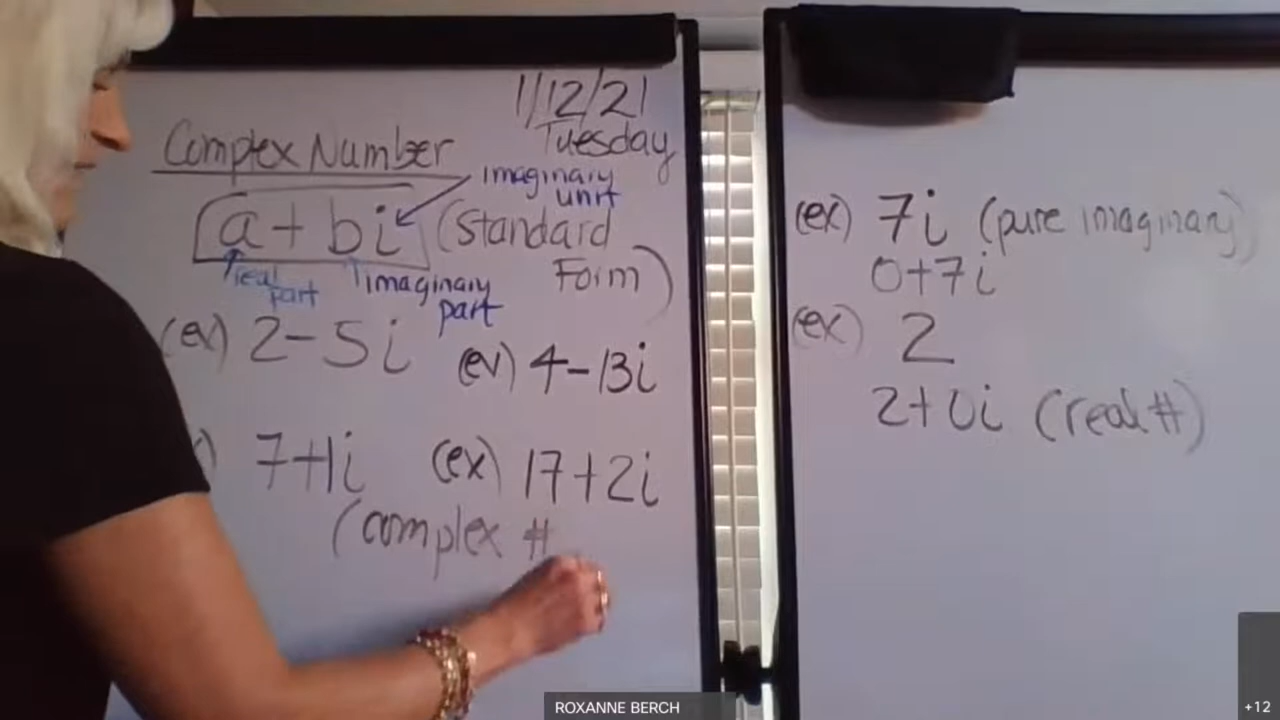 1/12/21
Tuesday
Complex Number
imaginary
unit
a + bi (Standard
Form)
real
part
imaginary
part
(ex) 2 - 5i (ex) 4 - 13i
7 + 1i (ex) 17 + 2i
(complex #
(ex) 7i (pure imaginary)
0 + 7i
(ex) 2
2 + 0i (real #)
ROXANNE BERCH
+12